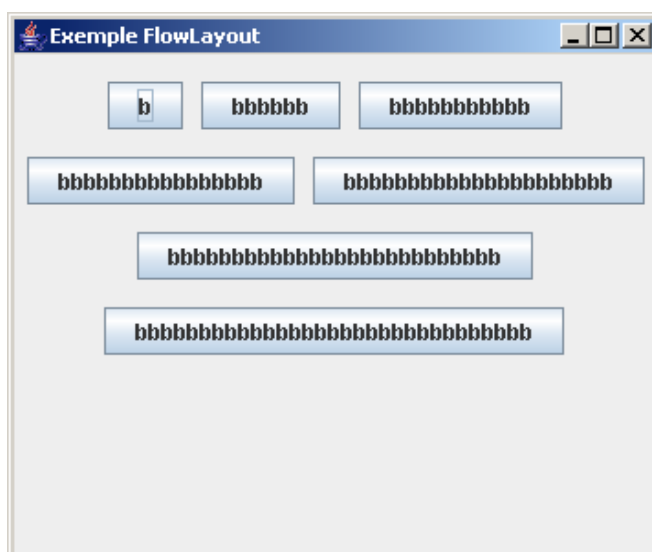 Exemple FlowLayout
b bbbbbb bbbbbbbbbbb
bbbbbbbbbbbbbbbb bbbbbbbbbbbbbbbbbbbbb
bbbbbbbbbbbbbbbbbbbbbbbbbb
bbbbbbbbbbbbbbbbbbbbbbbbbbbbbbb